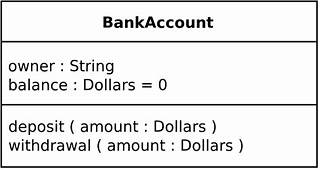 BankAccount
owner : String
balance : Dollars = 0
deposit ( amount : Dollars )
withdrawal ( amount : Dollars )